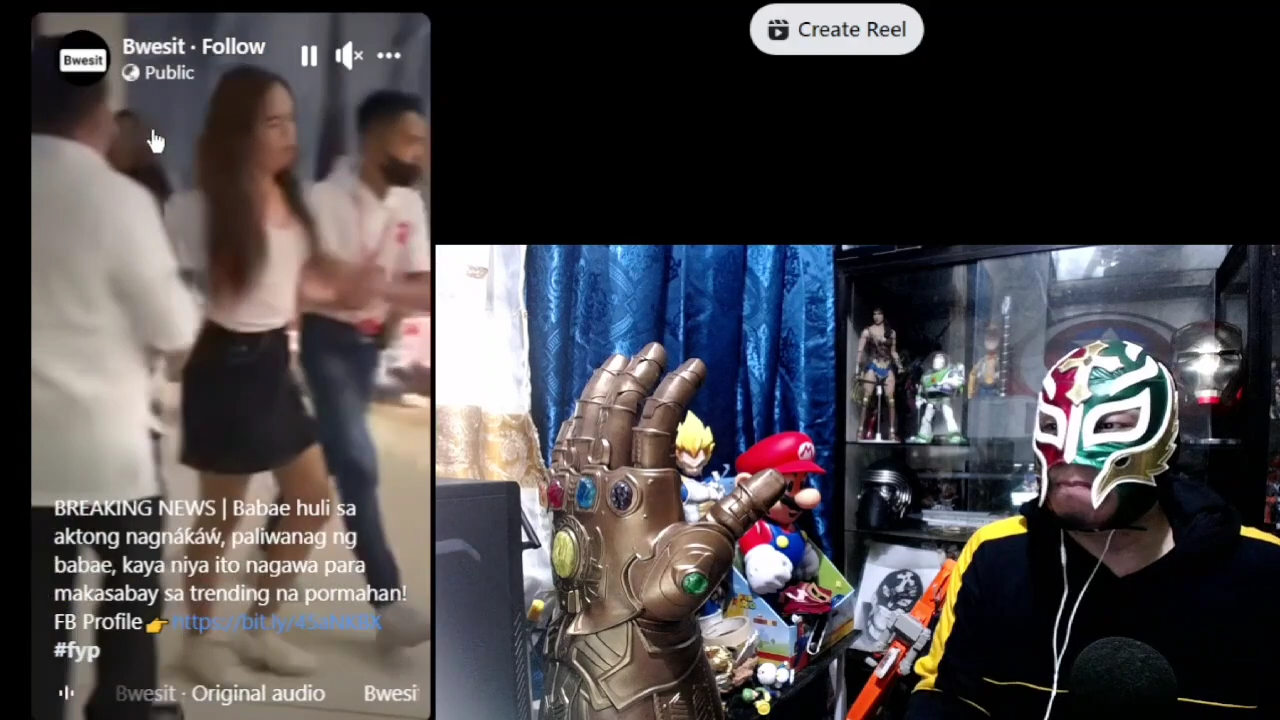 Create Reel
Bwesit
Bwesit · Follow
Public
BREAKING NEWS | Babae huli sa
aktong nagnákáẃ, paliwanag ng
babae, kaya niya ito nagawa para
makasabay sa trending na pormahan!
FB Profile👉
#fyp
Bwesit · Original audio Bwesi
M